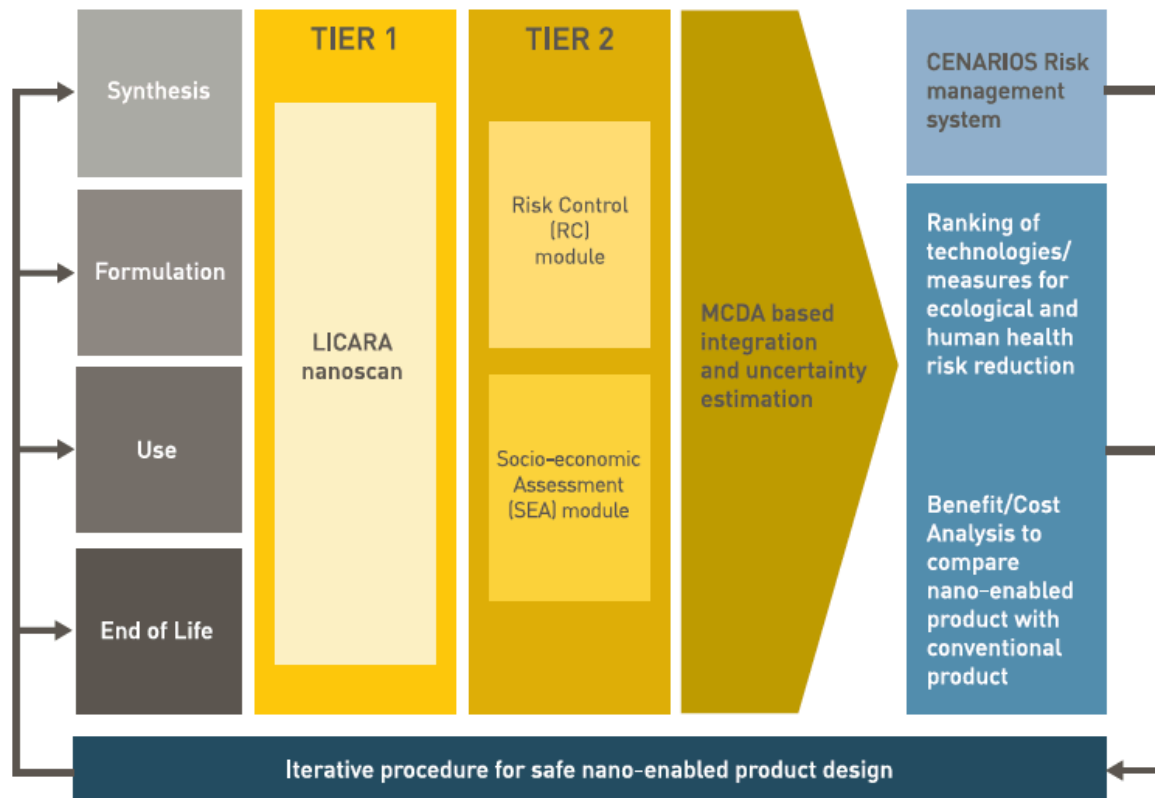 Synthesis
Formulation
Use
End of Life
TIER 1
LICARA
nanoscan
TIER 2
Risk Control
(RC)
module
Socio-economic
Assessment
(SEA) module
MCDA based
integration
and uncertainty
estimation
CENARIOS Risk
management
system
Ranking of
technologies/
measures for
ecological and
human health
risk reduction
Benefit/Cost
Analysis to
compare
nano-enabled
product with
conventional
product
Iterative procedure for safe nano-enabled product design